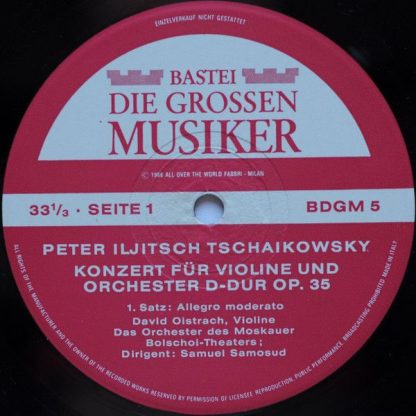 EINZELVERKAUF NICHT GESTATTET
BASTEI
DIE GROSSEN
MUSIKER
© 1966 ALL OVER THE WORLD FABBRI - MILAN
33 1/3 · SEITE 1
BDGM 5
PETER ILJITSCH TSCHAIKOWSKY
KONZERT FÜR VIOLINE UND
ORCHESTER D-DUR OP. 35
1. Satz: Allegro moderato
David Oistrach, Violine
Das Orchester des Moskauer
Bolschoi-Theaters;
Dirigent: Samuel Samosud
ALL RIGHTS OF THE MANUFACTURER AND THE OWNER OF THE RECORDED WORKS RESERVED BY PERMISSION OF LICENSEE REPRODUCTION. PUBLIC PERFORMANCE. BROADCASTING PROHIBITED MADE IN ITALY